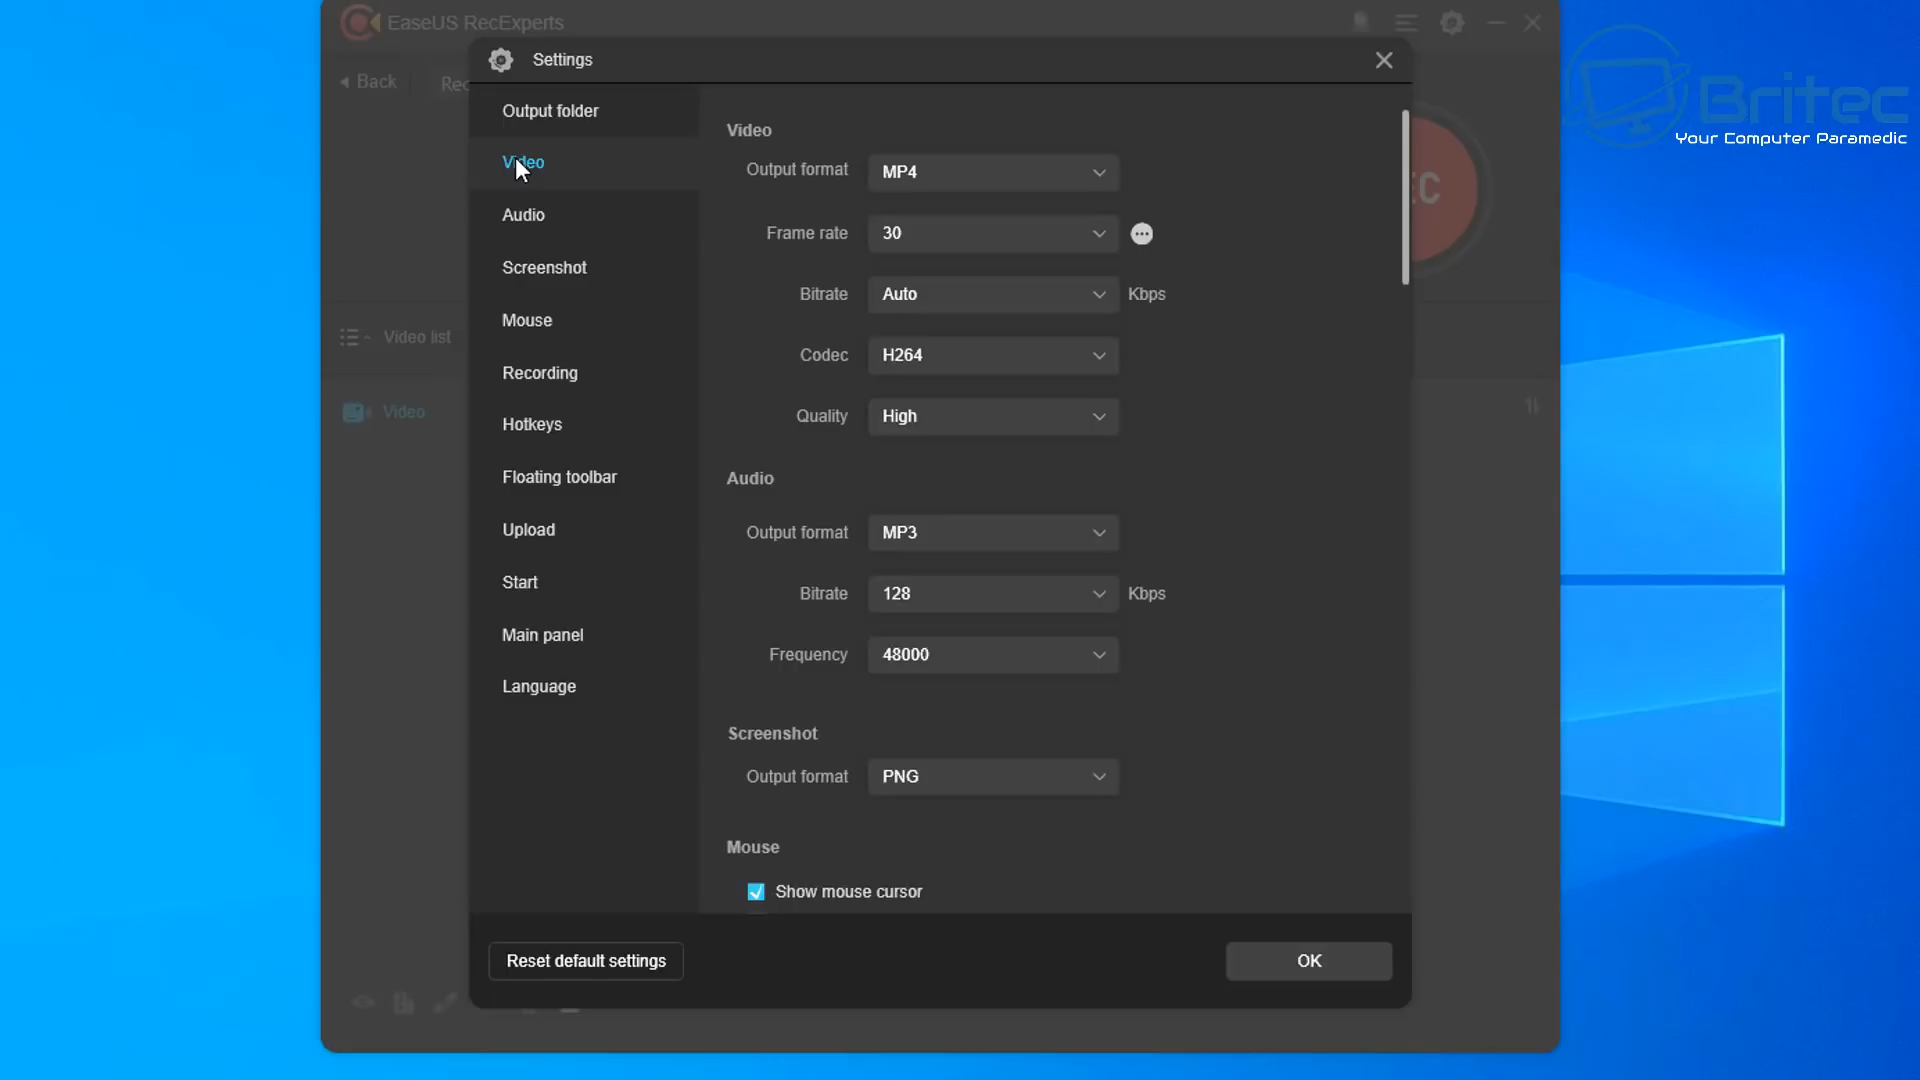 EaseUS RecExperts
Settings
Back
Rec
Output folder
Video
Audio
Screenshot
Mouse
Recording
Hotkeys
Floating toolbar
Upload
Start
Main panel
Language
Video list
Video
Video
Output format MP4
Frame rate 30
Bitrate Auto Kbps
Codec H264
Quality High
Audio
Output format MP3
Bitrate 128 Kbps
Frequency 48000
Screenshot
Output format PNG
Mouse
Show mouse cursor
Reset default settings
OK
EC
Britec
Your Computer Paramedic